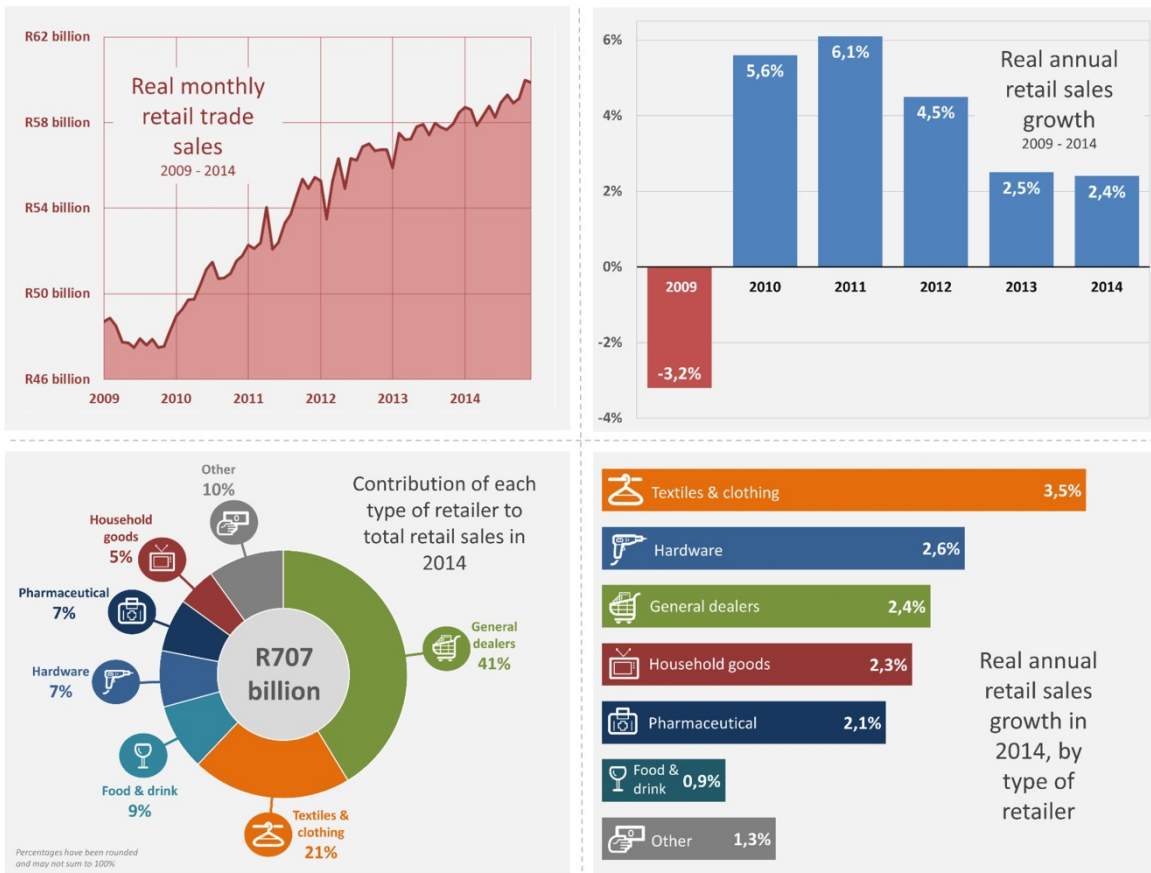 R62 billion
R58 billion
R54 billion
R50 billion
R46 billion
Real monthly
retail trade
sales
2009 - 2014
2009
2010
2011
2012
2013
2014
6%
4%
2%
0%
-2%
-4%
Real annual
retail sales
growth
2009 - 2014
5,6%
6,1%
4,5%
2,5%
2,4%
2009
2010
2011
2012
2013
2014
-3,2%
Contribution of each
type of retailer to
total retail sales in
2014
Other
10%
Household
goods
5%
Pharmaceutical
7%
Hardware
7%
Food & drink
9%
Textiles &
clothing
21%
General
dealers
41%
R707
billion
Percentages have been rounded
and may not sum to 100%
Textiles & clothing 3,5%
Hardware 2,6%
General dealers 2,4%
Household goods 2,3%
Pharmaceutical 2,1%
Food &
drink 0,9%
Other 1,3%
Real annual
retail sales
growth in
2014, by
type of
retailer